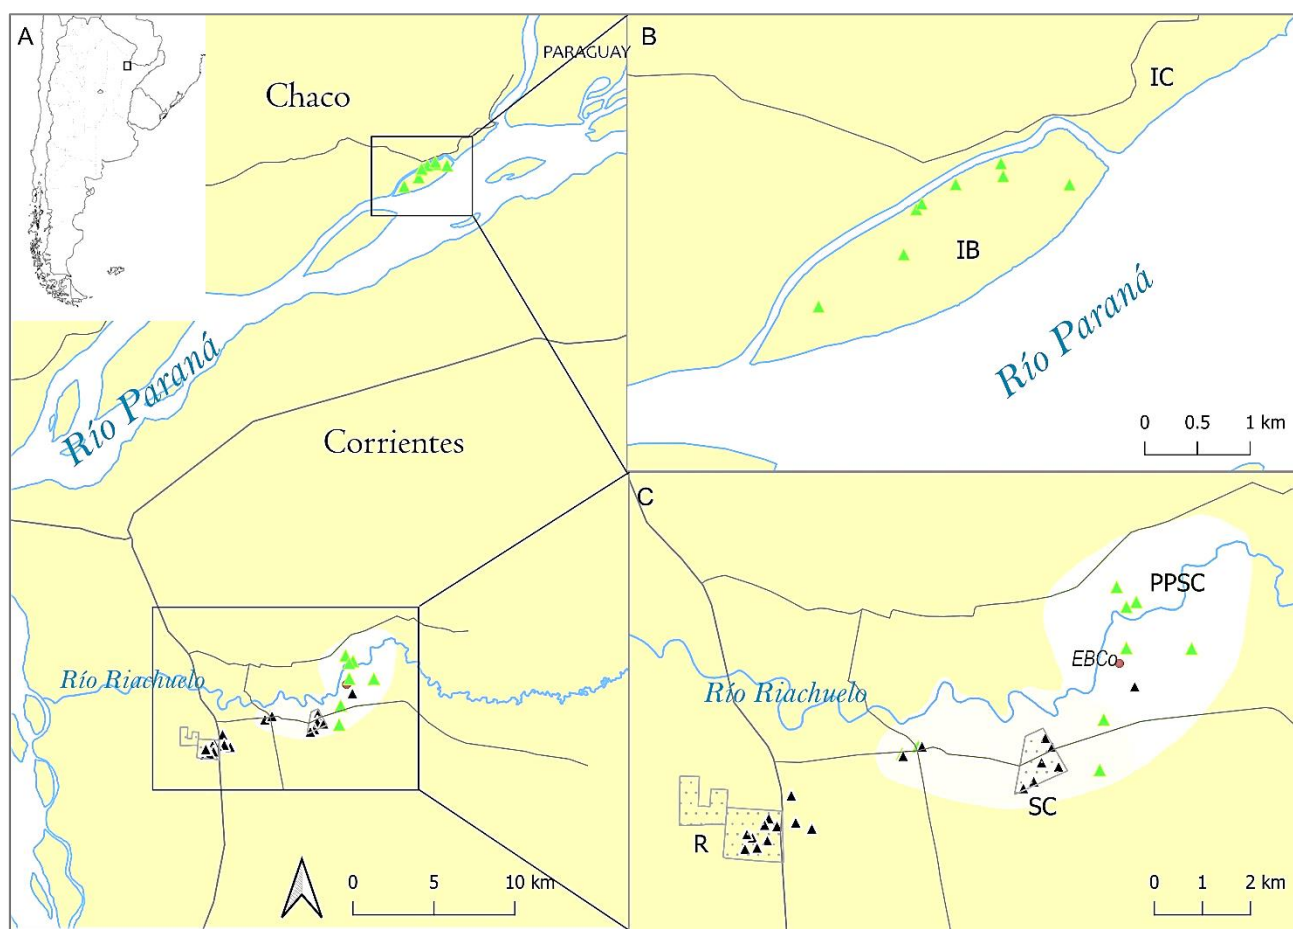 A
PARAGUAY
Chaco
Río Paraná
Corrientes
Río Riachuelo
0 5 10 km
B
IC
IB
Río Paraná
0 0.5 1 km
C
PPSC
EBCo
Río Riachuelo
SC
R
0 1 2 km